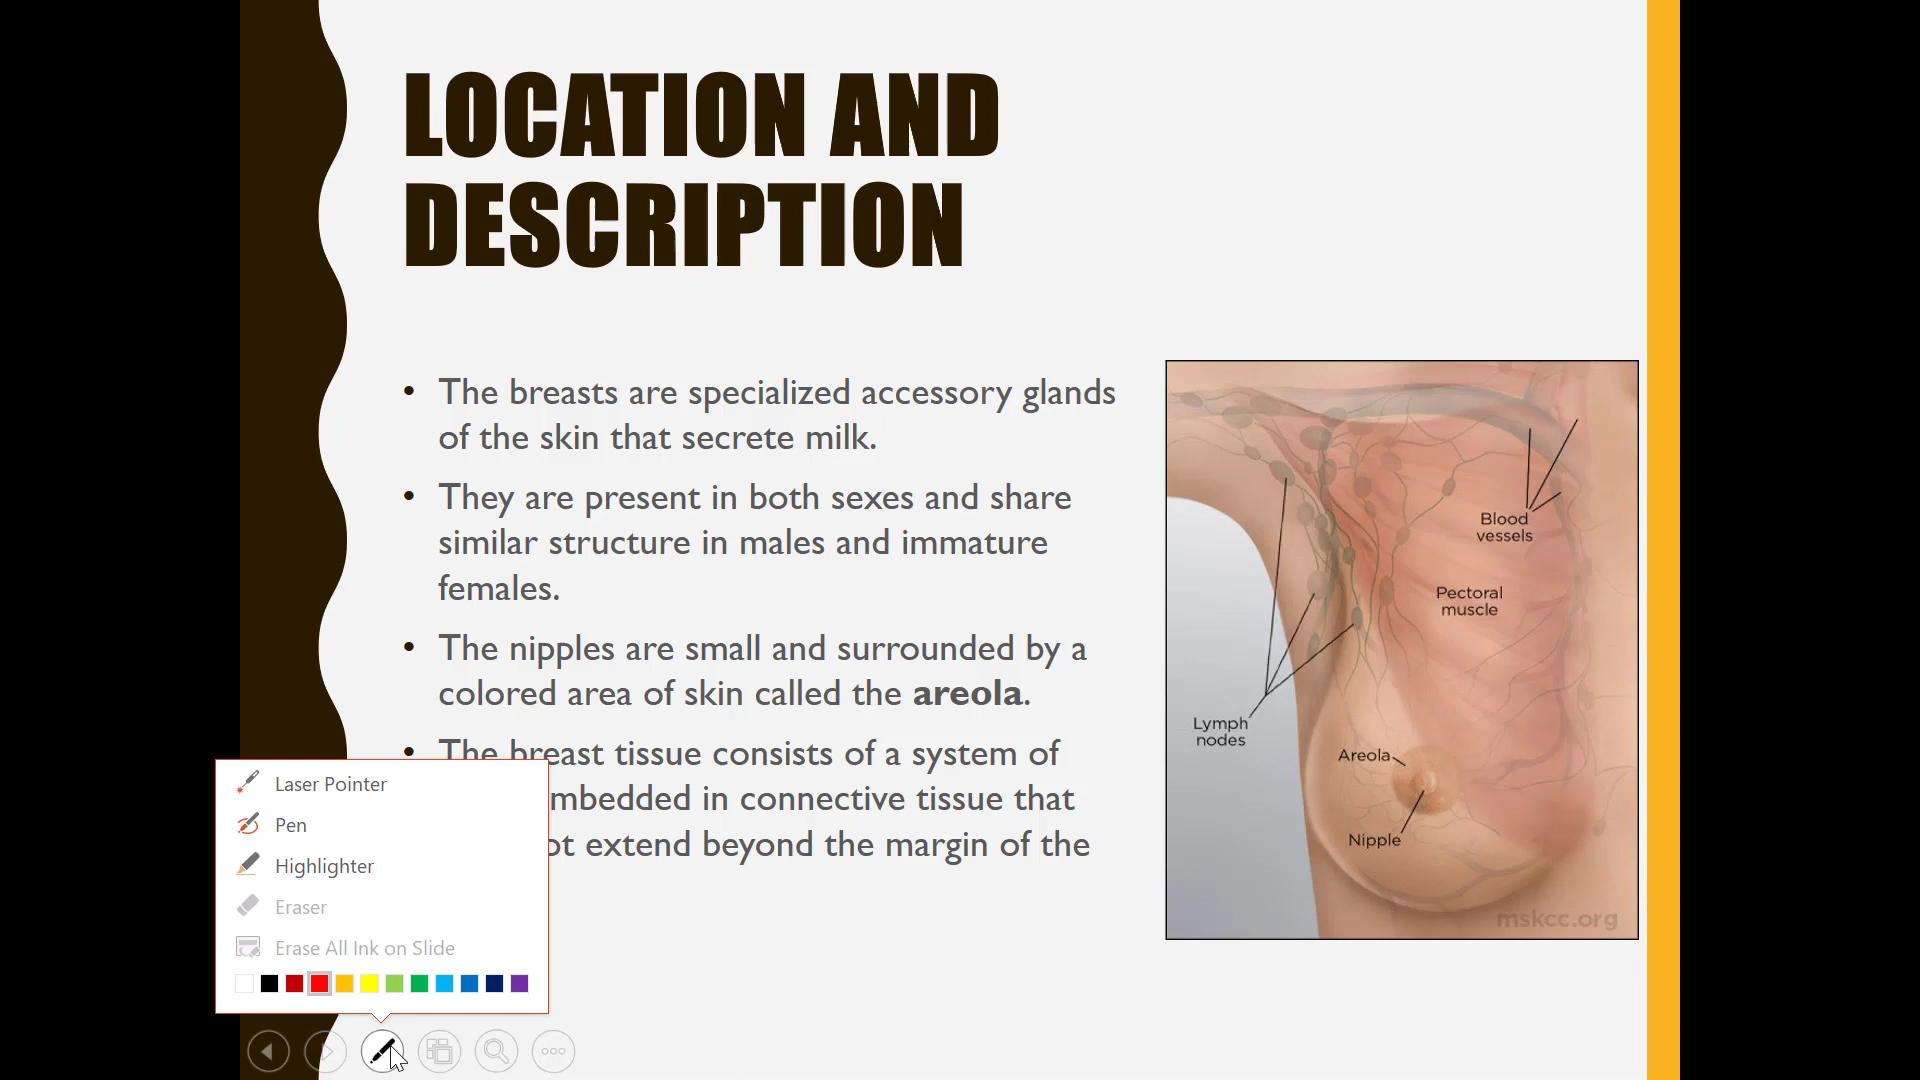 LOCATION AND
DESCRIPTION
• The breasts are specialized accessory glands
of the skin that secrete milk.
• They are present in both sexes and share
similar structure in males and immature
females.
• The nipples are small and surrounded by a
colored area of skin called the areola.
• The breast tissue consists of a system of
mbedded in connective tissue that
ot extend beyond the margin of the
Blood
vessels
Pectoral
muscle
Lymph
nodes
Areola
Nipple
mskcc.org
Laser Pointer
Pen
Highlighter
Eraser
Erase All Ink on Slide